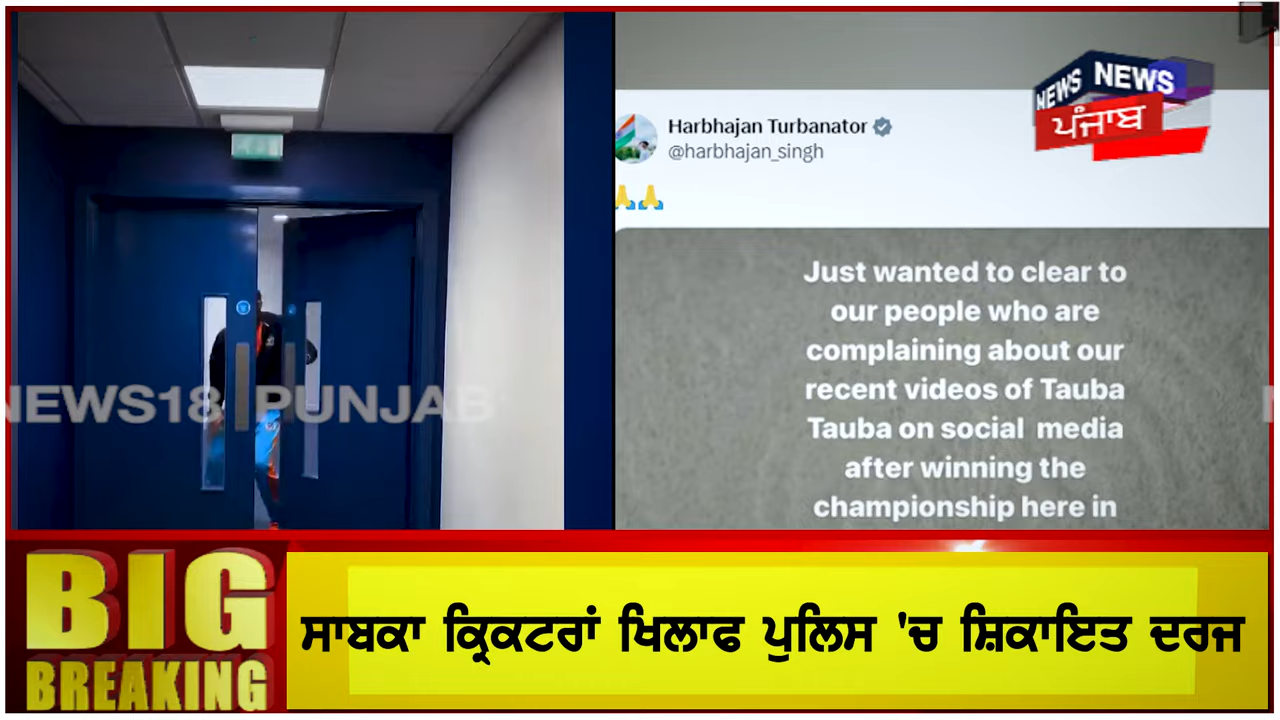 NEWS NEWS
ਪੰਜਾਬ
Harbhajan Turbanator
@harbhajan_singh
🙏🙏
Just wanted to clear to
our people who are
complaining about our
recent videos of Tauba
Tauba on social media
after winning the
championship here in
NEWS18 PUNJAB
BIG
BREAKING
ਸਾਬਕਾ ਕ੍ਰਿਕਟਰਾਂ ਖਿਲਾਫ ਪੁਲਿਸ 'ਚ ਸ਼ਿਕਾਇਤ ਦਰਜ